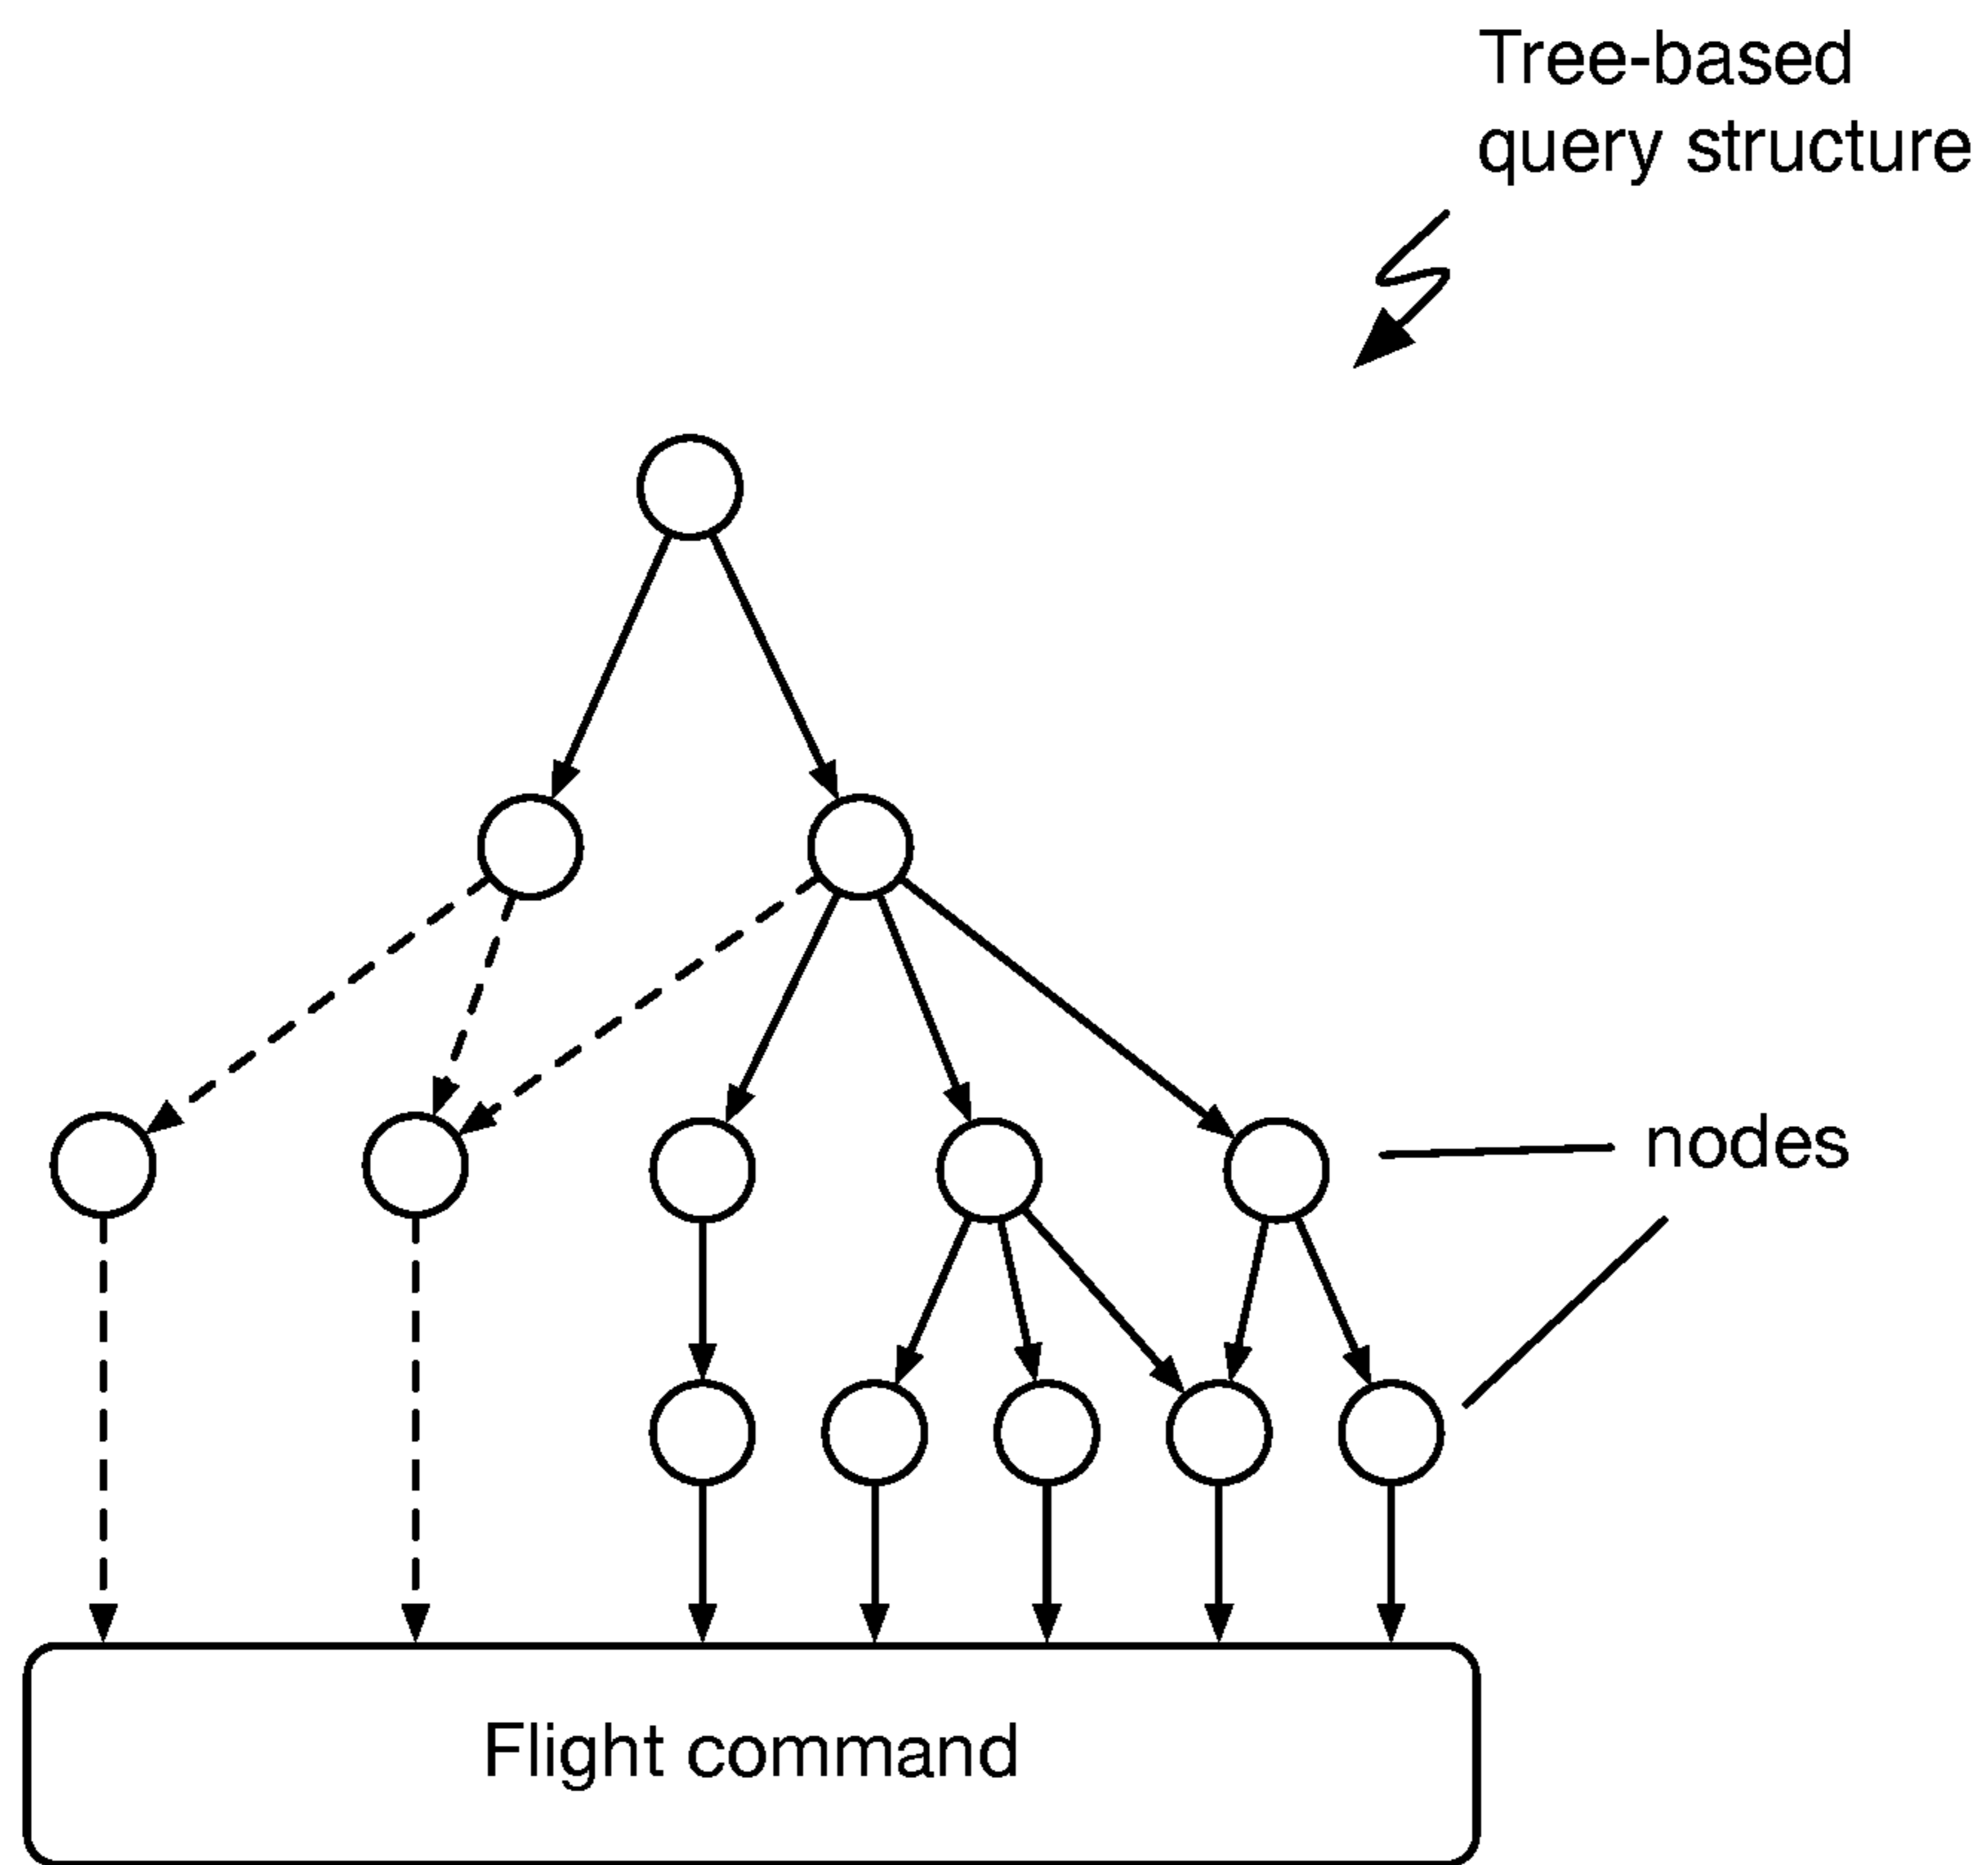 Tree-based
query structure
nodes
Flight command